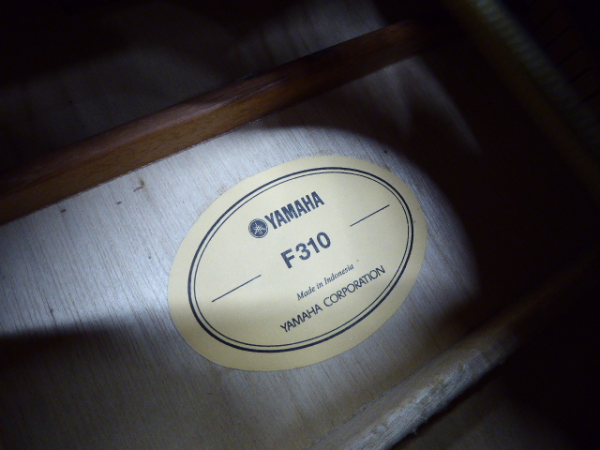 YAMAHA
F310
Made in Indonesia
YAMAHA CORPORATION